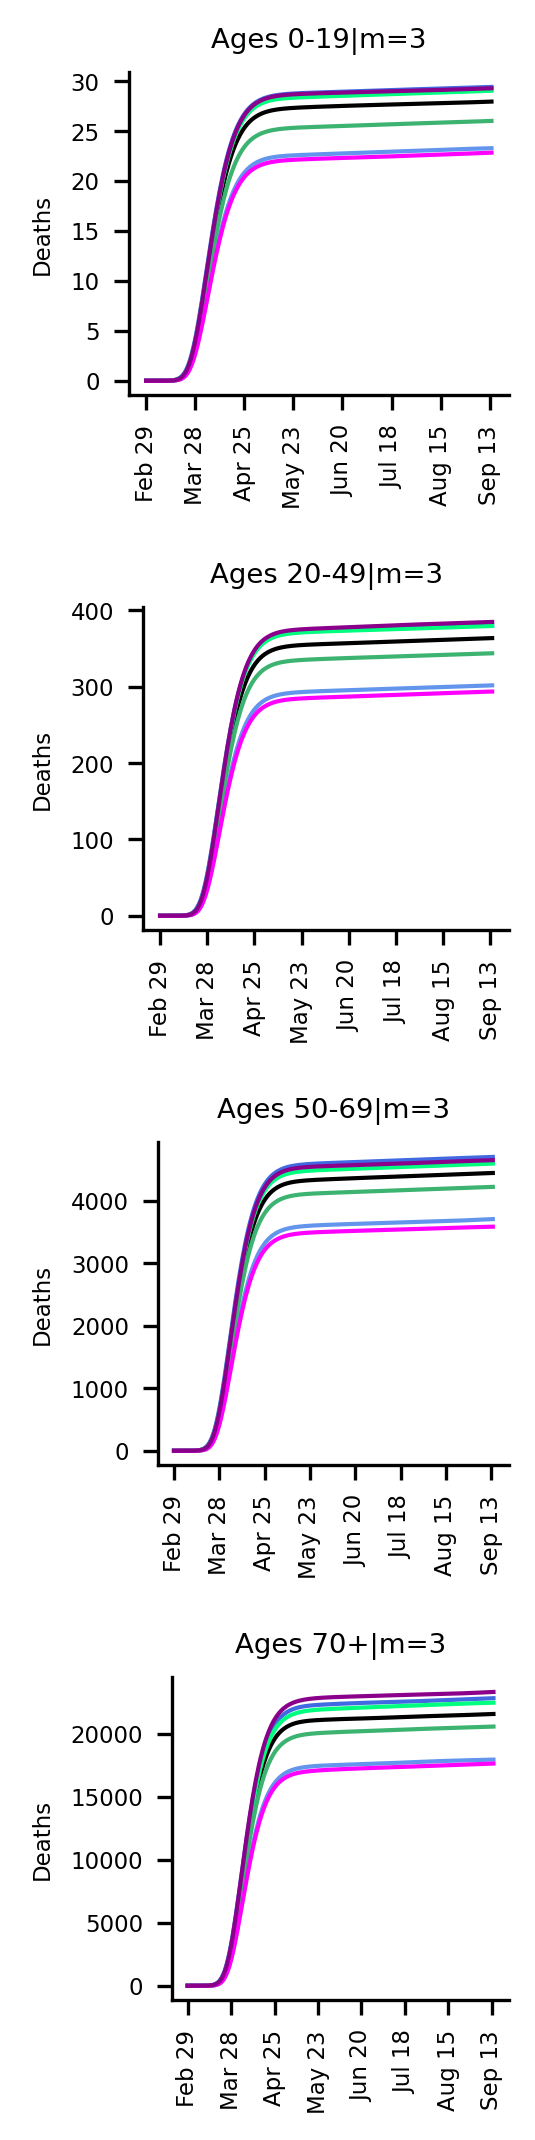 Ages 0-19|m=3
30
25
20
15
10
5
0
Deaths
Feb 29
Mar 28
Apr 25
May 23
Jun 20
Jul 18
Aug 15
Sep 13
Ages 20-49|m=3
400
300
200
100
0
Deaths
Feb 29
Mar 28
Apr 25
May 23
Jun 20
Jul 18
Aug 15
Sep 13
Ages 50-69|m=3
4000
3000
2000
1000
0
Deaths
Feb 29
Mar 28
Apr 25
May 23
Jun 20
Jul 18
Aug 15
Sep 13
Ages 70+|m=3
20000
15000
10000
5000
0
Deaths
Feb 29
Mar 28
Apr 25
May 23
Jun 20
Jul 18
Aug 15
Sep 13